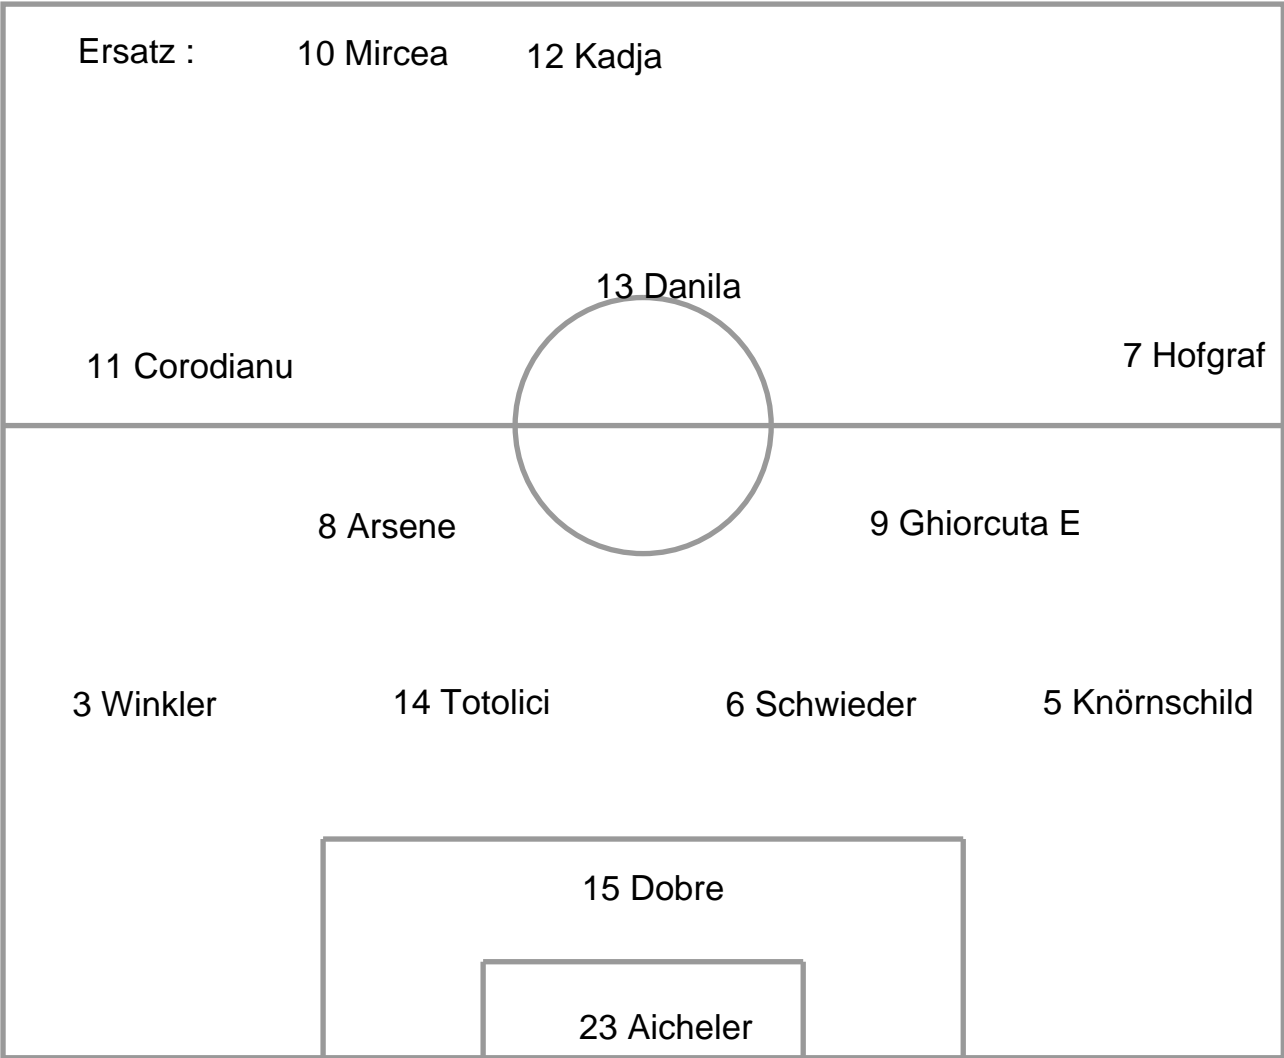 Ersatz : 10 Mircea 12 Kadja
13 Danila
11 Corodianu 7 Hofgraf
8 Arsene 9 Ghiorcuta E
3 Winkler 14 Totolici 6 Schwieder 5 Knörnschild
15 Dobre
23 Aicheler